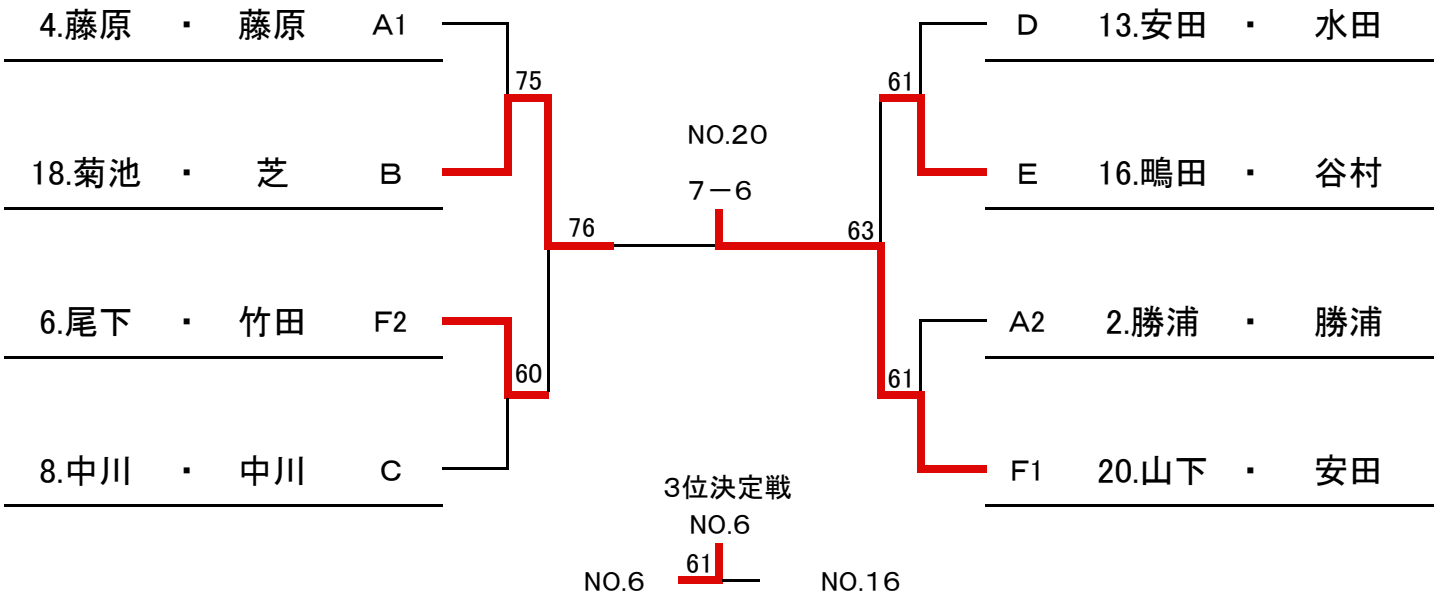 4.藤原 ・ 藤原 A1
D 13.安田 ・ 水田
75
61
NO.20
18.菊池 ・ 芝 B
7－6
E 16.鴫田 ・ 谷村
76
63
6.尾下 ・ 竹田 F2
A2 2.勝浦 ・ 勝浦
60
61
8.中川 ・ 中川 C
F1 20.山下 ・ 安田
3位決定戦
NO.6
61
NO.6
NO.16